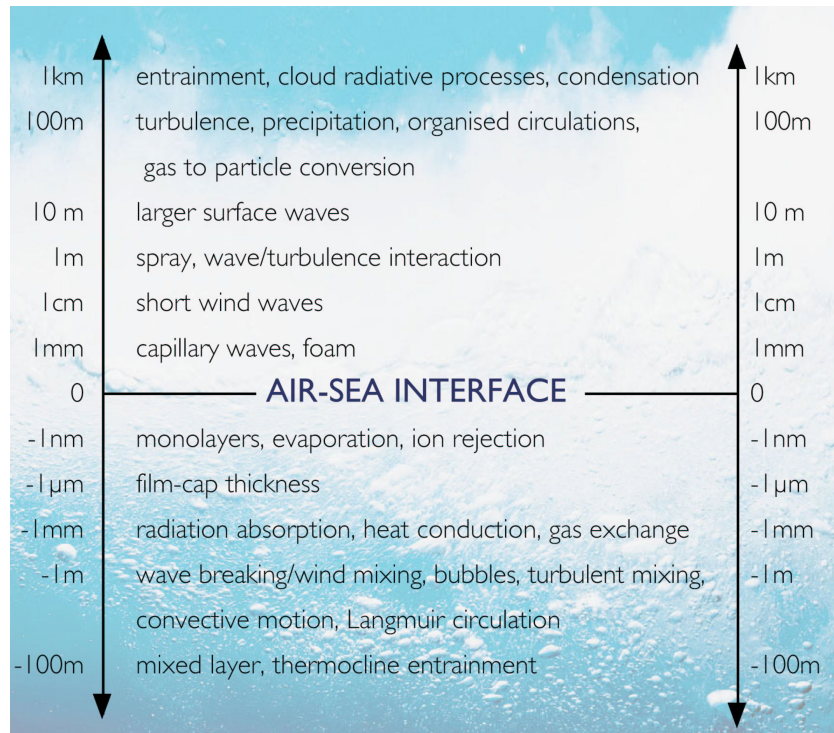 1km entrainment, cloud radiative processes, condensation 1km
100m turbulence, precipitation, organised circulations, 100m
gas to particle conversion
10 m larger surface waves 10 m
1m spray, wave/turbulence interaction 1m
1cm short wind waves 1cm
1mm capillary waves, foam 1mm
0 AIR-SEA INTERFACE 0
-1nm monolayers, evaporation, ion rejection -1nm
-1µm film-cap thickness -1µm
-1mm radiation absorption, heat conduction, gas exchange -1mm
-1m wave breaking/wind mixing, bubbles, turbulent mixing, -1m
convective motion, Langmuir circulation
-100m mixed layer, thermocline entrainment -100m